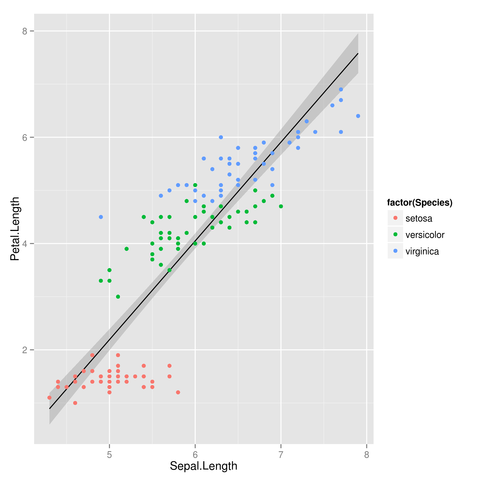 8
6
4
2
Petal.Length
5
6
7
8
Sepal.Length
factor(Species)
setosa
versicolor
virginica